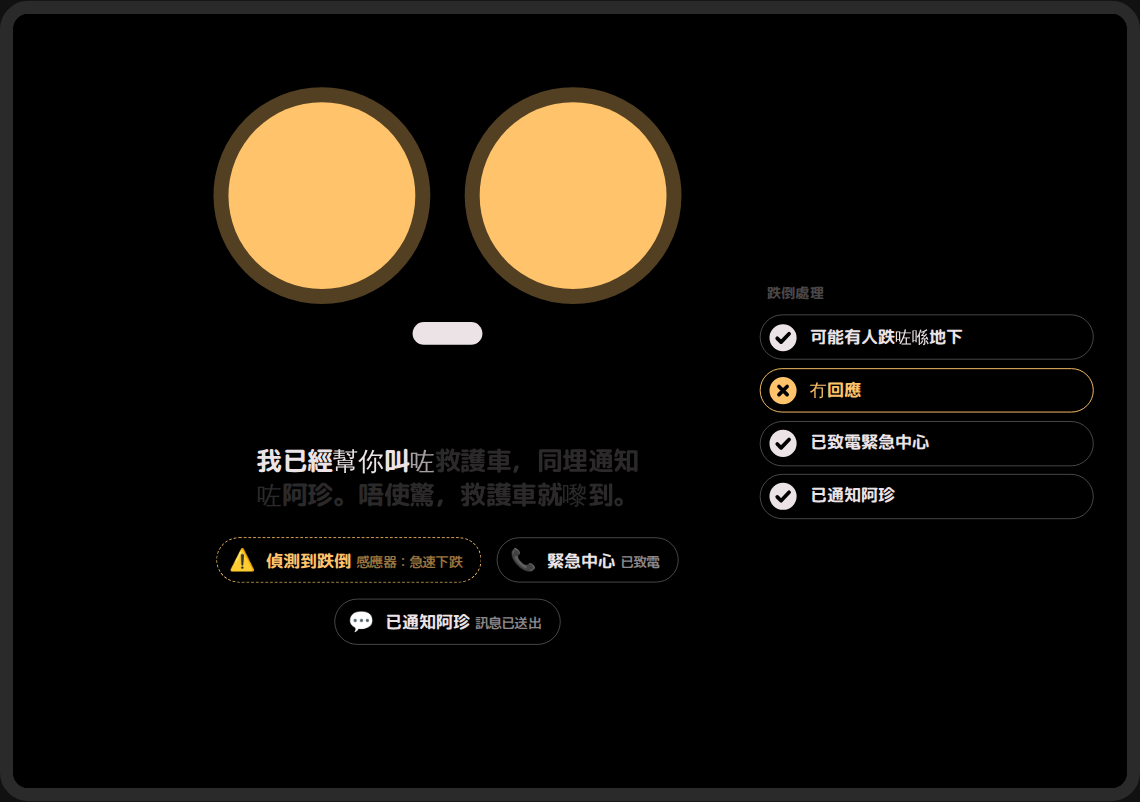 我已經幫你叫咗救護車，同埋通知
咗阿珍。唔使驚，救護車就嚟到。
偵測到跌倒 感應器：急速下跌
緊急中心 已致電
已通知阿珍 訊息已送出
跌倒處理
可能有人跌咗喺地下
冇回應
已致電緊急中心
已通知阿珍